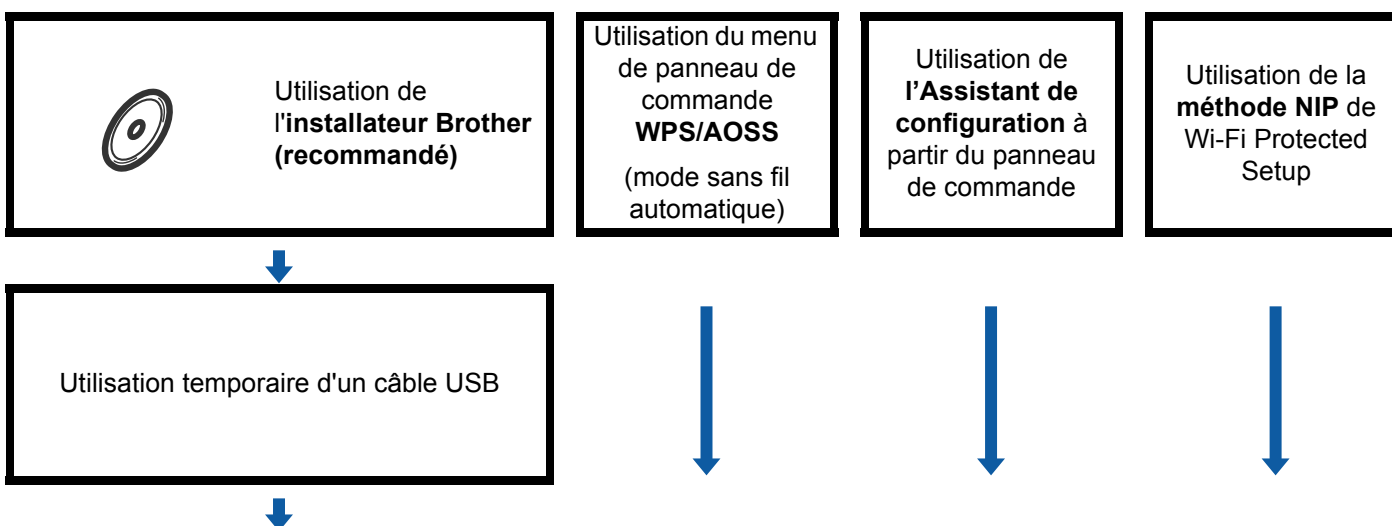 Utilisation de
l'installateur Brother
(recommandé)
Utilisation du menu
de panneau de
commande
WPS/AOSS
(mode sans fil
automatique)
Utilisation de
l'Assistant de
configuration à
partir du panneau
de commande
Utilisation de la
méthode NIP de
Wi-Fi Protected
Setup
Utilisation temporaire d'un câble USB